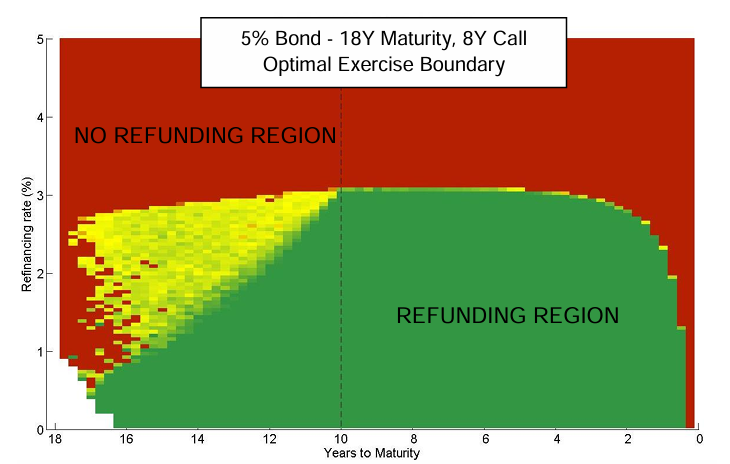 5% Bond - 18Y Maturity, 8Y Call
Optimal Exercise Boundary
NO REFUNDING REGION
REFUNDING REGION
Refinancing rate (%)
5
4
3
2
1
0
18 16 14 12 10 8 6 4 2 0
Years to Maturity